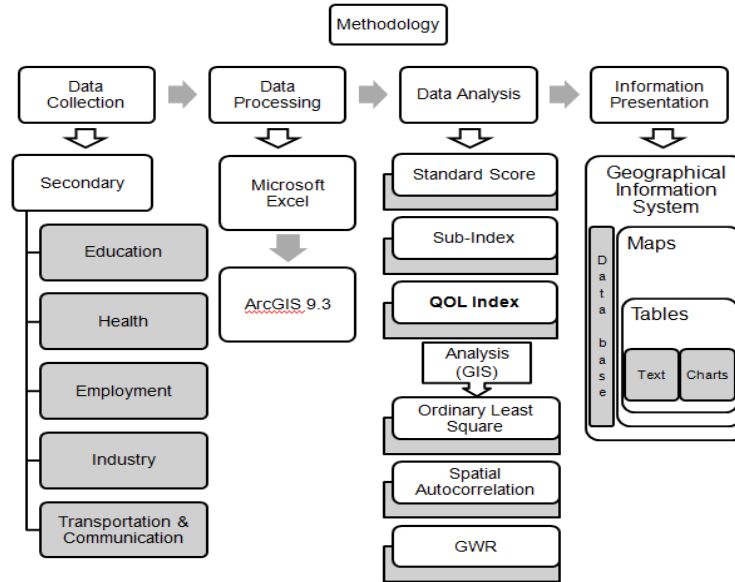 Methodology
Data
Collection
Data
Processing
Data Analysis
Information
Presentation
Secondary
Education
Health
Employment
Industry
Transportation &
Communication
Microsoft
Excel
ArcGIS 9.3
Standard Score
Sub-Index
QOL Index
Analysis
(GIS)
Ordinary Least
Square
Spatial
Autocorrelation
GWR
Geographical
Information
System
Data base
Maps
Tables
Text
Charts